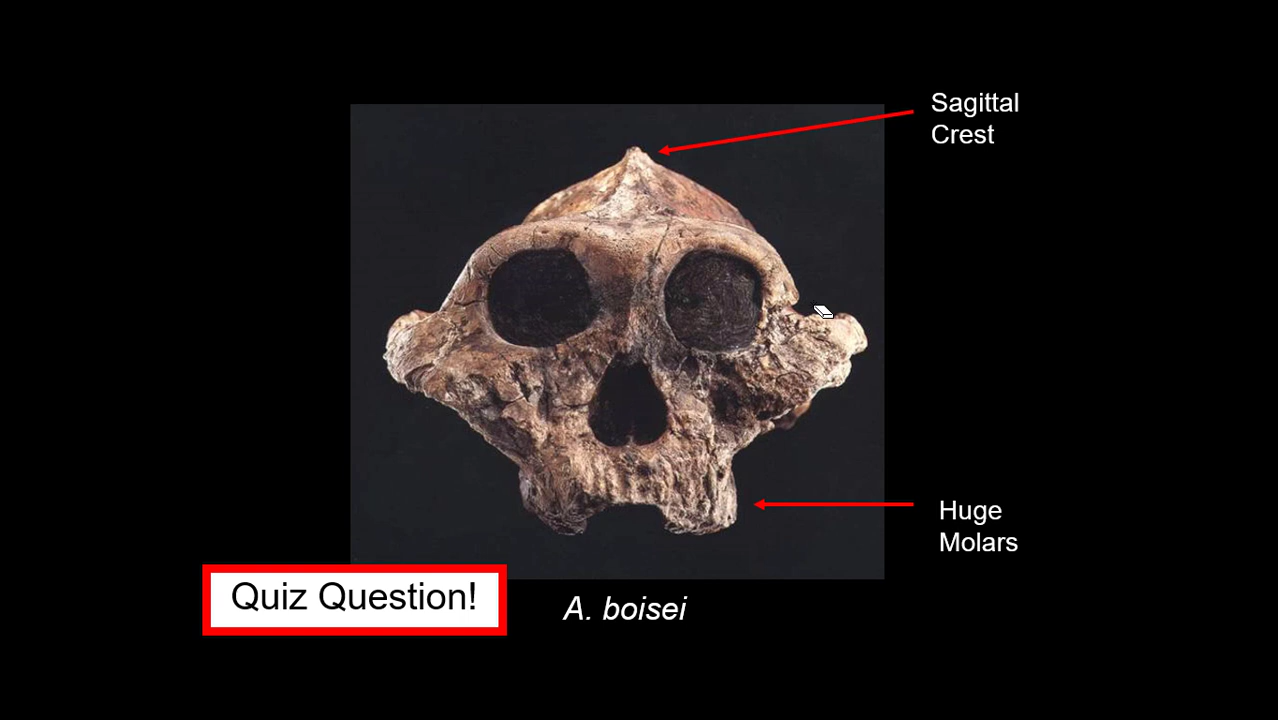 Sagittal
Crest
Huge
Molars
Quiz Question!
A. boisei